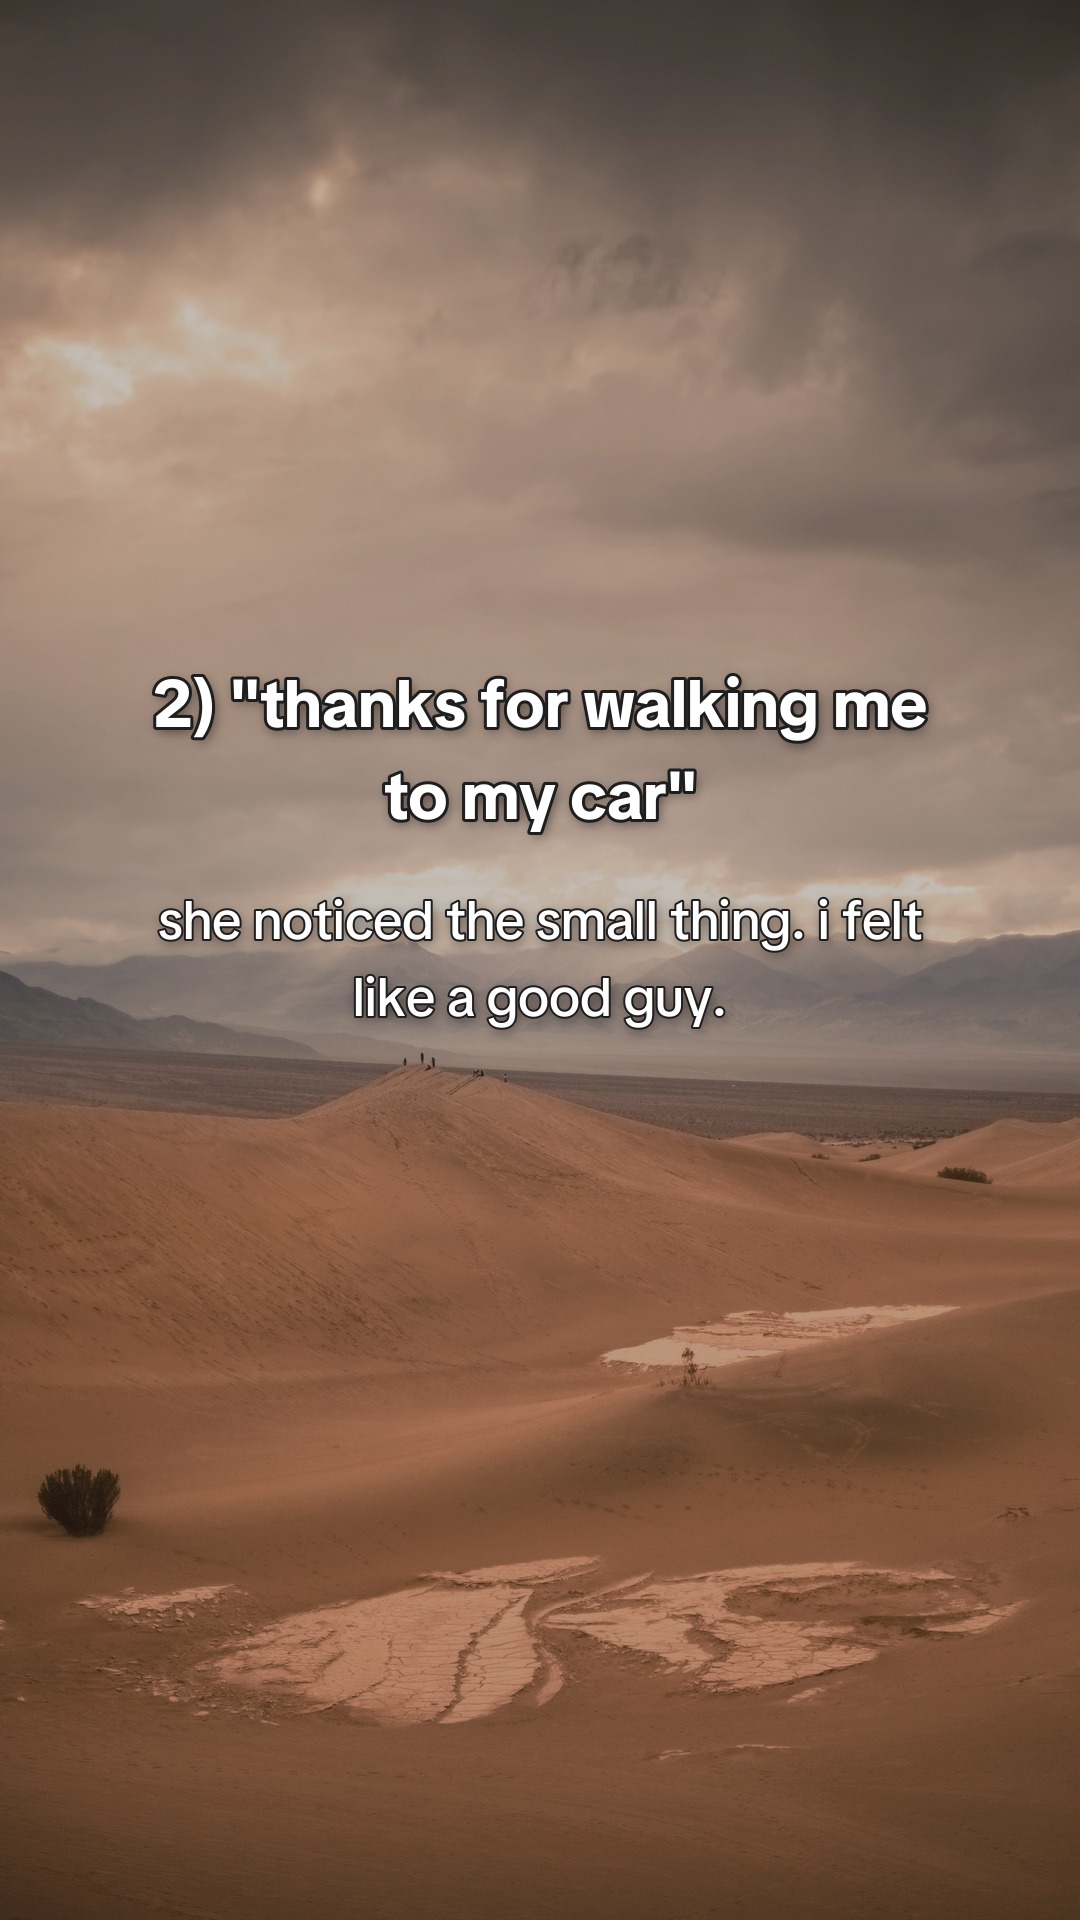 2) "thanks for walking me
to my car"
she noticed the small thing. i felt
like a good guy.